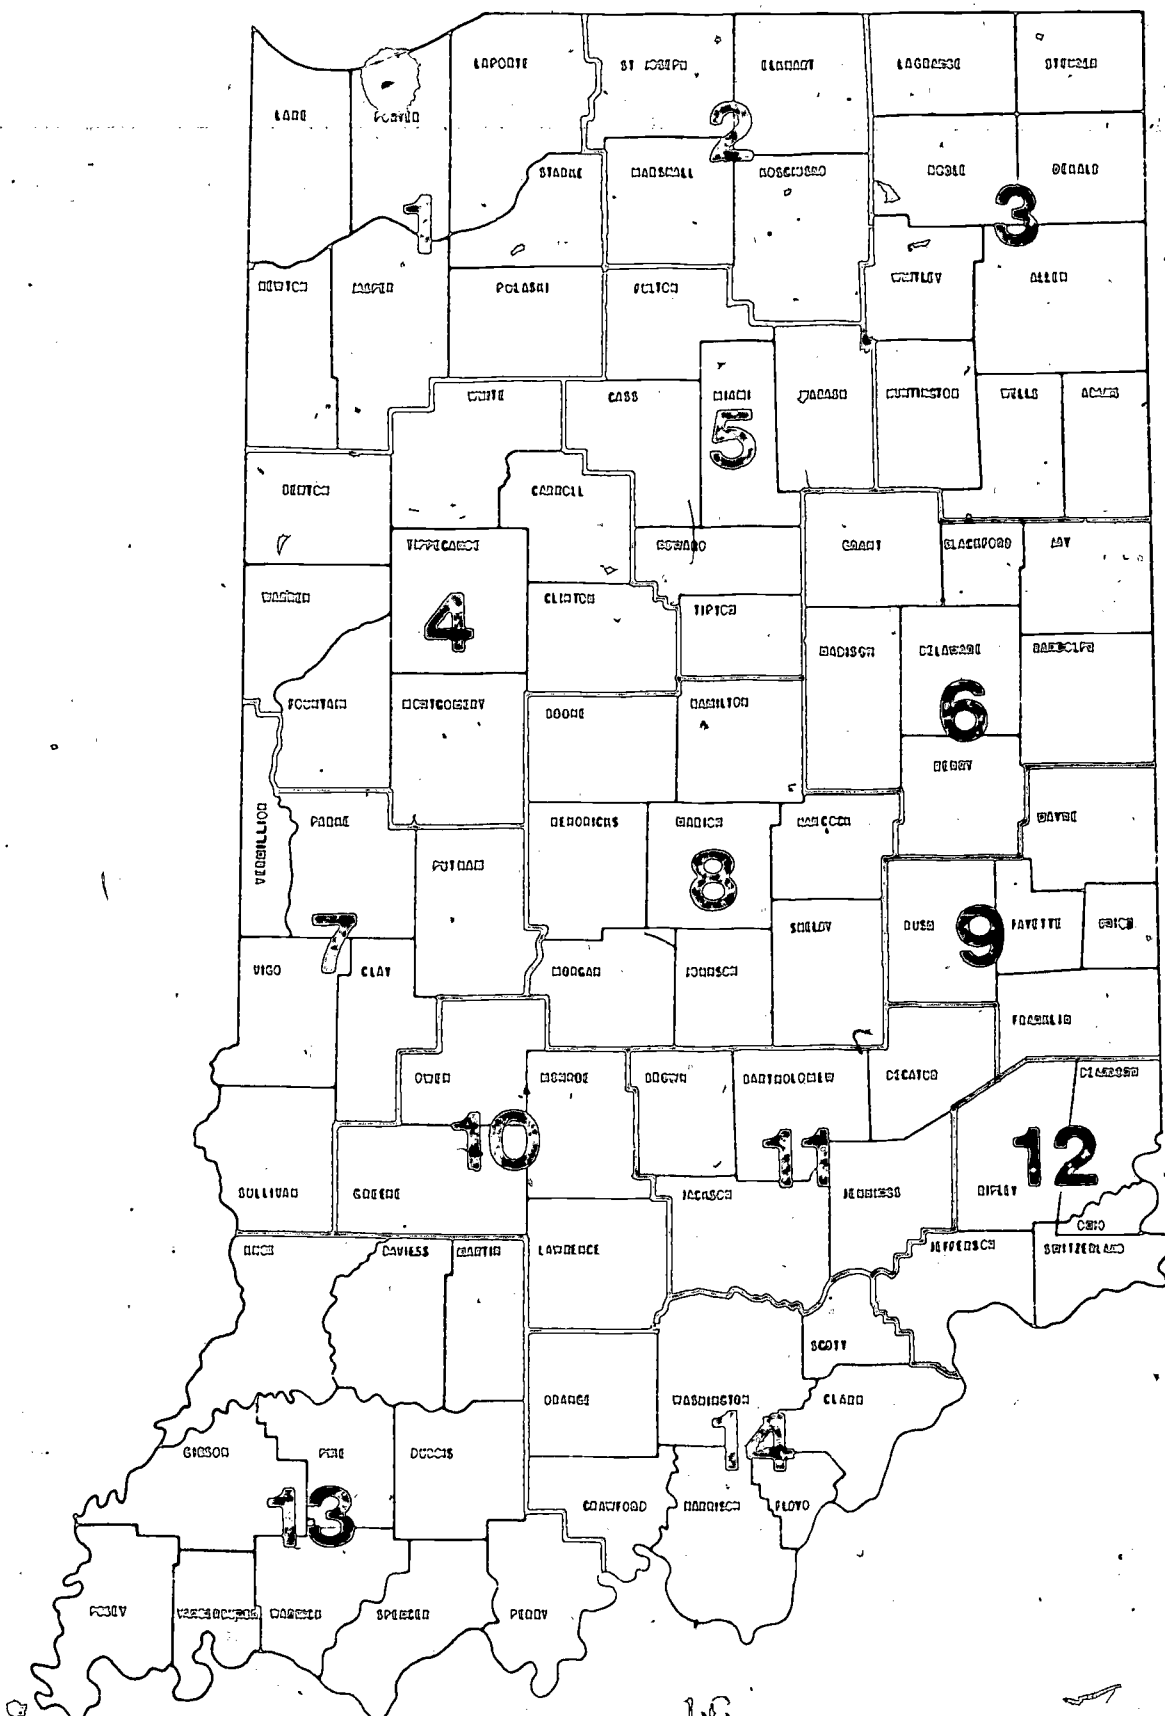 LAPORTE ST JOSEPH ELKHART LAGRANGE STEUBEN
LAKE PORTER
2
STARKE MARSHALL KOSCIUSKO NOBLE DEKALB
1 3
NEWTON JASPER PULASKI FULTON WHITLEY ALLEN
WHITE CASS MIAMI WABASH HUNTINGTON WELLS ADAMS
5
BENTON CARROLL
TIPPECANOE HOWARD GRANT BLACKFORD JAY
WARREN CLINTON TIPTON
4
MADISON DELAWARE RANDOLPH
FOUNTAIN MONTGOMERY BOONE HAMILTON
6
HENRY
VERMILLION PARKE HENDRICKS MARION HANCOCK WAYNE
PUTNAM
8
7 SHELBY RUSH 9 FAYETTE UNION
VIGO CLAY MORGAN JOHNSON
FRANKLIN
OWEN MONROE BROWN BARTHOLOMEW DECATUR DEARBORN
10 11 12
SULLIVAN GREENE JACKSON JENNINGS RIPLEY
OHIO
KNOX DAVIESS MARTIN LAWRENCE JEFFERSON SWITZERLAND
SCOTT
ORANGE WASHINGTON CLARK
14
GIBSON PIKE DUBOIS
13
CRAWFORD HARRISON FLOYD
POSEY VANDERBURGH WARRICK SPENCER PERRY